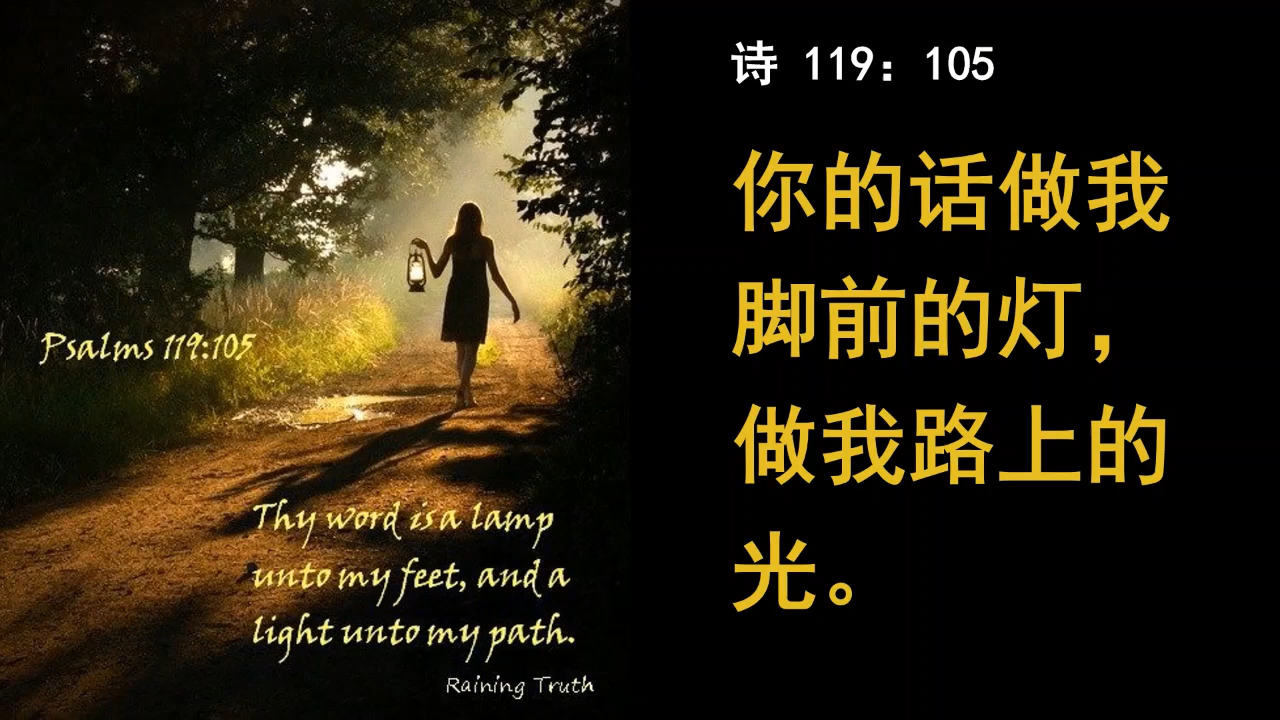 Psalms 119:105
Thy word is a lamp
unto my feet, and a
light unto my path.
Raining Truth
诗 119：105
你的话做我
脚前的灯，
做我路上的
光。